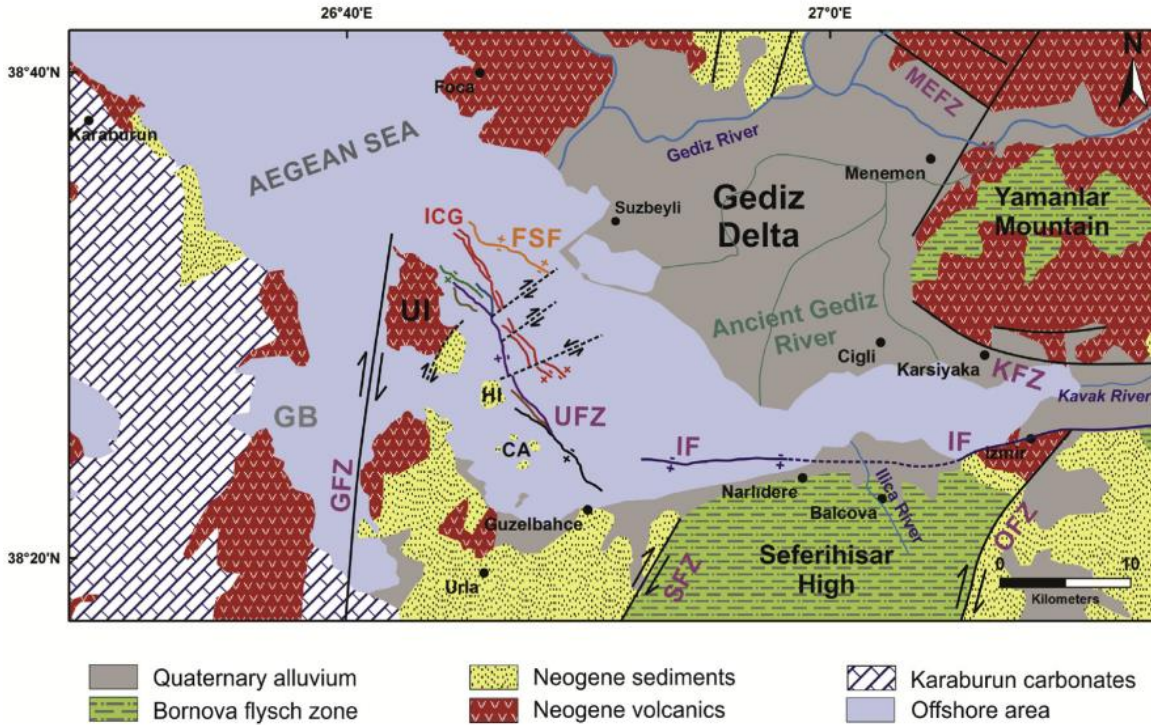 26°40'E
27°0'E
38°40'N
38°20'N
N
Foca
Karaburun
AEGEAN SEA
MEFZ
Gediz River
Menemen
Gediz
Delta
Yamanlar
Mountain
Suzbeyli
ICG
FSF
UI
Ancient Gediz
River
Cigli
Karsiyaka
KFZ
Kavak River
HI
GB
UFZ
CA
IF
IF
Izmir
GFZ
Narlıdere
Balcova
Ilica River
Guzelbahce
OFZ
SFZ
Seferihisar
High
Urla
0
10
Kilometers
Quaternary alluvium
Neogene sediments
Karaburun carbonates
Bornova flysch zone
Neogene volcanics
Offshore area